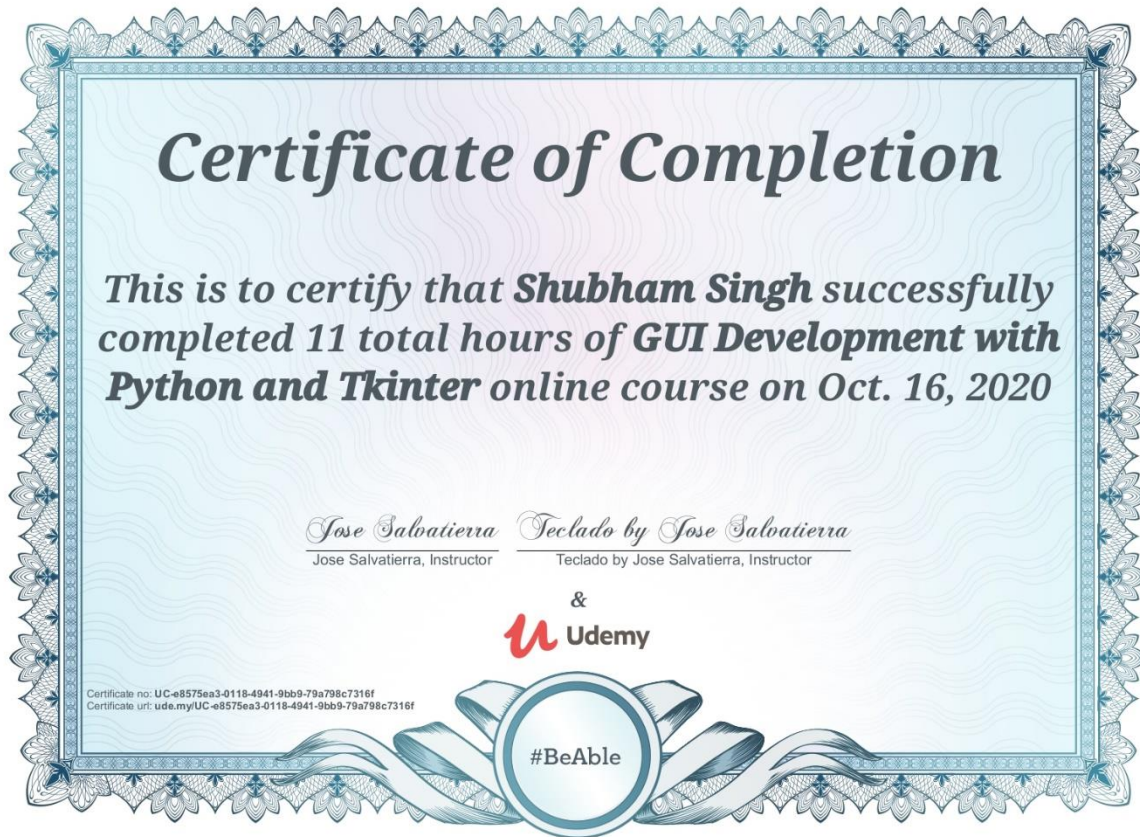 Certificate of Completion
This is to certify that Shubham Singh successfully
completed 11 total hours of GUI Development with
Python and Tkinter online course on Oct. 16, 2020
Jose Salvatierra Teclado by Jose Salvatierra
Jose Salvatierra, Instructor Teclado by Jose Salvatierra, Instructor
&
Udemy
Certificate no: UC-e8575ea3-0118-4941-9bb9-79a798c7316f
Certificate url: ude.my/UC-e8575ea3-0118-4941-9bb9-79a798c7316f
#BeAble